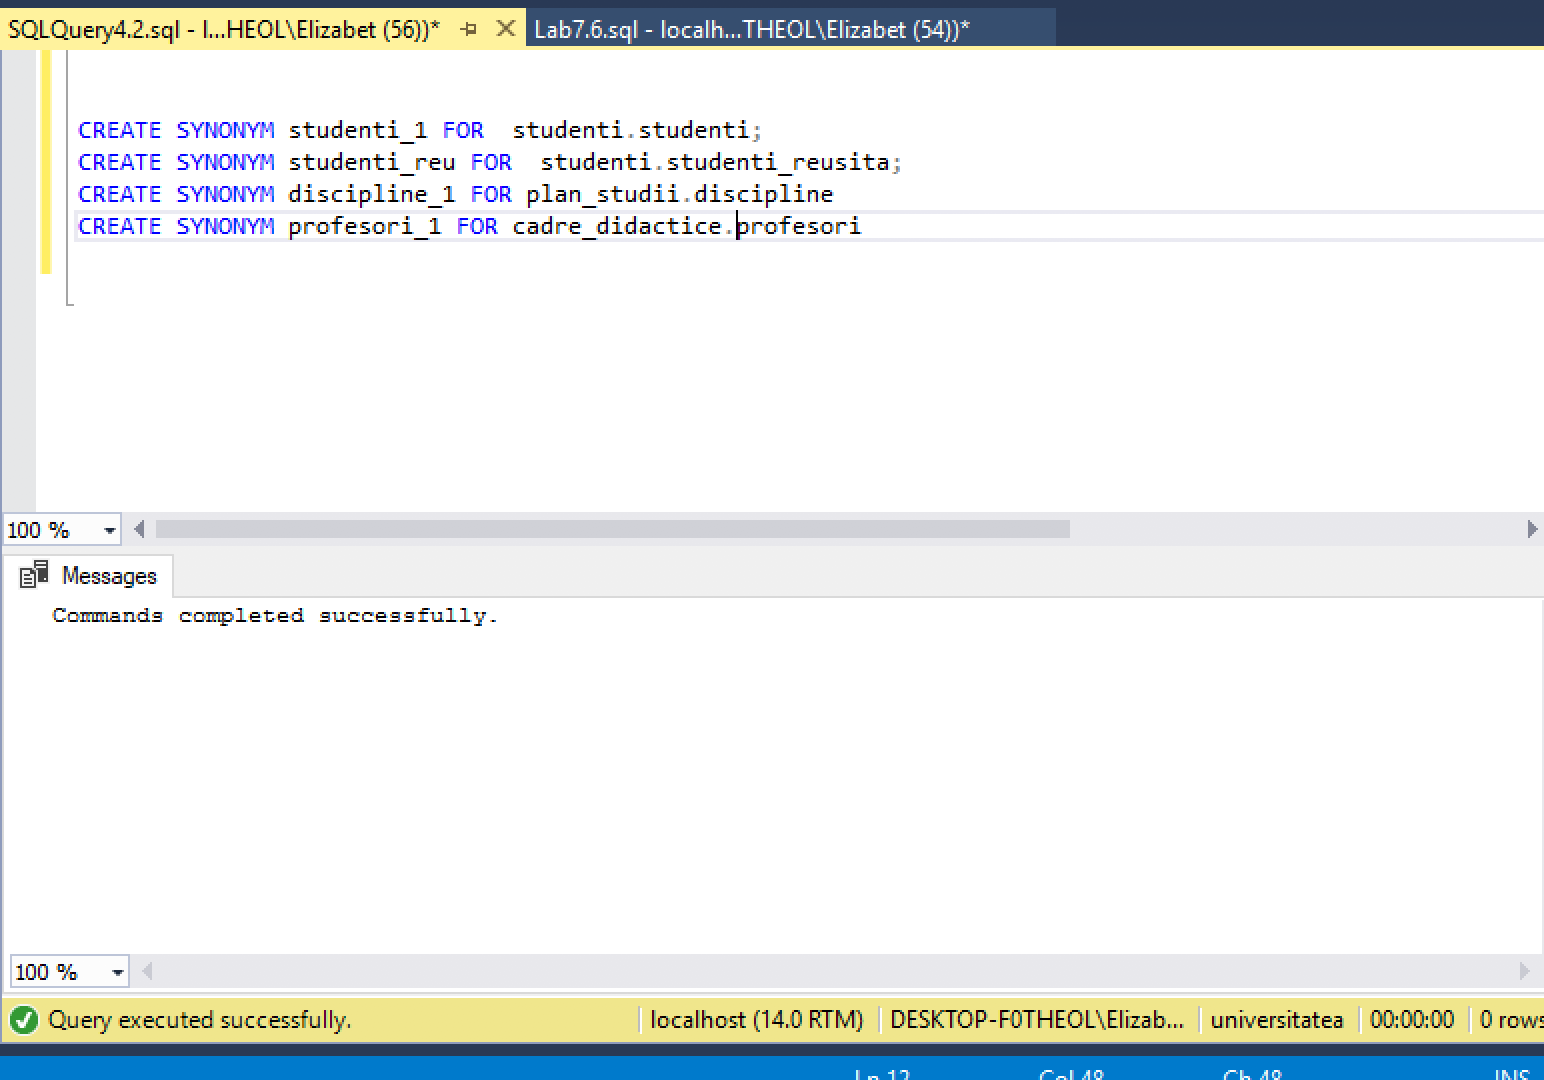 SQLQuery4.2.sql - l...HEOL\Elizabet (56))* Lab7.6.sql - localh...THEOL\Elizabet (54))*
CREATE SYNONYM studenti_1 FOR  studenti.studenti;
CREATE SYNONYM studenti_reu FOR  studenti.studenti_reusita;
CREATE SYNONYM discipline_1 FOR plan_studii.discipline
CREATE SYNONYM profesori_1 FOR cadre_didactice.profesori
100 %
Messages
Commands completed successfully.
100 %
Query executed successfully. localhost (14.0 RTM) DESKTOP-F0THEOL\Elizab... universitatea 00:00:00 0 rows
Ln 12 Col 48 Ch 48 INS